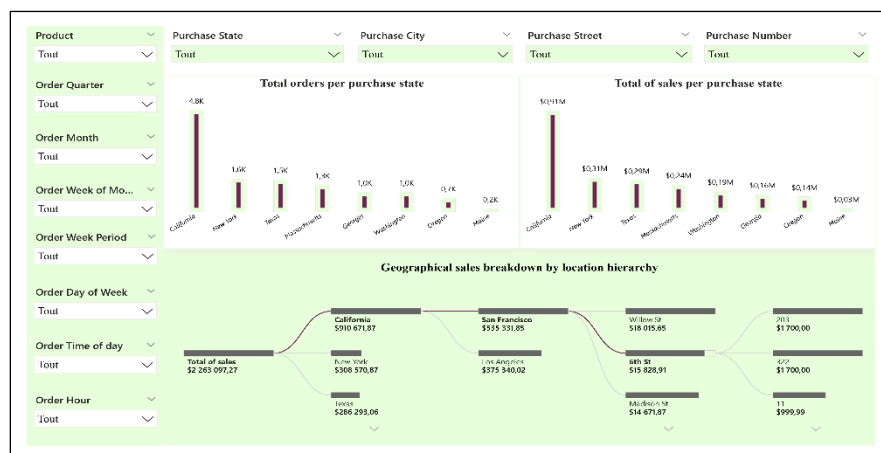 Product
Tout
Purchase State
Tout
Purchase City
Tout
Purchase Street
Tout
Purchase Number
Tout
Order Quarter
Tout
Order Month
Tout
Order Week of Mo...
Tout
Order Week Period
Tout
Order Day of Week
Tout
Order Time of day
Tout
Order Hour
Tout
Total orders per purchase state
4,8K
1,6K
1,5K
1,3K
1,0K
1,0K
0,7K
0,2K
California
New York
Texas
Massachusetts
Georgia
Washington
Oregon
Maine
Total of sales per purchase state
$0,91M
$0,31M
$0,29M
$0,24M
$0,19M
$0,16M
$0,14M
$0,03M
California
New York
Texas
Massachusetts
Washington
Georgia
Oregon
Maine
Geographical sales breakdown by location hierarchy
Total of sales
$2 263 097,27
California
$910 671,87
New York
$308 570,87
Texas
$286 293,06
San Francisco
$535 331,85
Los Angeles
$375 340,02
Willow St
$18 015,65
6th St
$15 828,91
Madison St
$14 671,87
203
$1 700,00
322
$1 700,00
11
$999,99